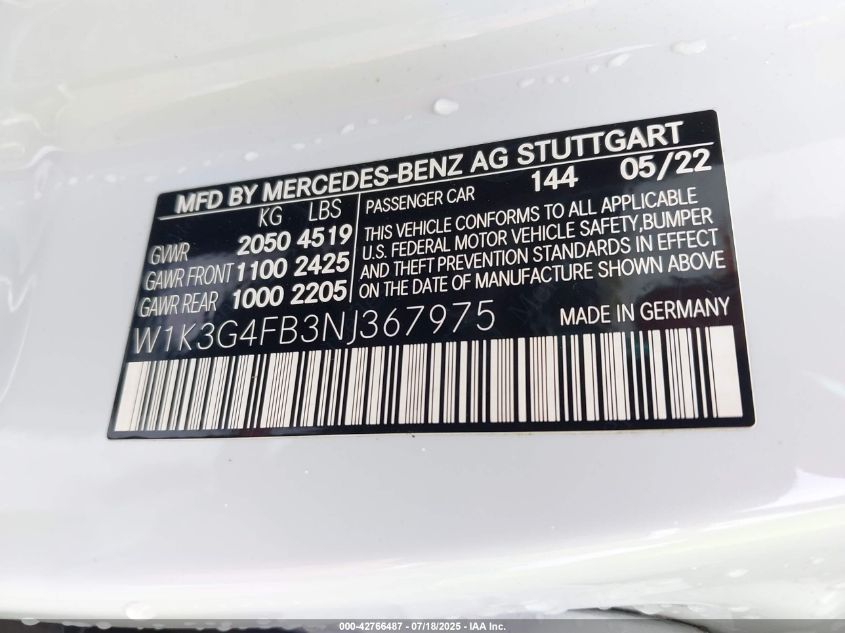 MFD BY MERCEDES-BENZ AG STUTTGART
KG LBS
GVWR 2050 4519
GAWR FRONT 1100 2425
GAWR REAR 1000 2205
PASSENGER CAR 144 05/22
THIS VEHICLE CONFORMS TO ALL APPLICABLE
U.S. FEDERAL MOTOR VEHICLE SAFETY, BUMPER
AND THEFT PREVENTION STANDARDS IN EFFECT
ON THE DATE OF MANUFACTURE SHOWN ABOVE
W1K3G4FB3NJ367975
MADE IN GERMANY
000-42766487 - 07/18/2025 - IAA Inc.